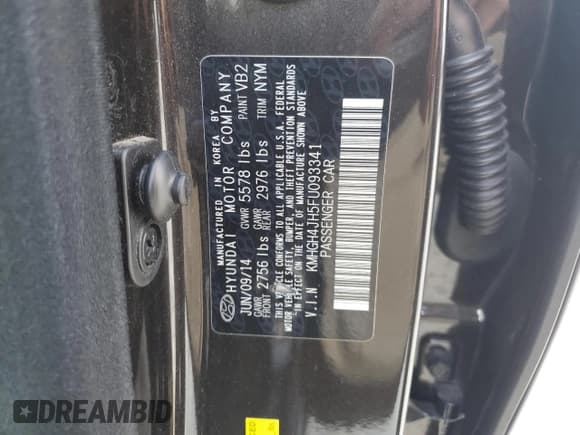 MANUFACTURED IN KOREA BY
HYUNDAI MOTOR COMPANY
JUN/09/14 GVWR 5578 lbs PAINT VB2
GAWR FRONT 2756 lbs GAWR REAR 2976 lbs TRIM NYM
THIS VEHICLE CONFORMS TO ALL APPLICABLE U.S.A. FEDERAL
MOTOR VEHICLE SAFETY, BUMPER, AND THEFT PREVENTION STANDARDS
IN EFFECT ON THE DATE OF MANUFACTURE SHOWN ABOVE
V.I.N KMHGH4JH5FU093341
PASSENGER CAR
DREAMBID